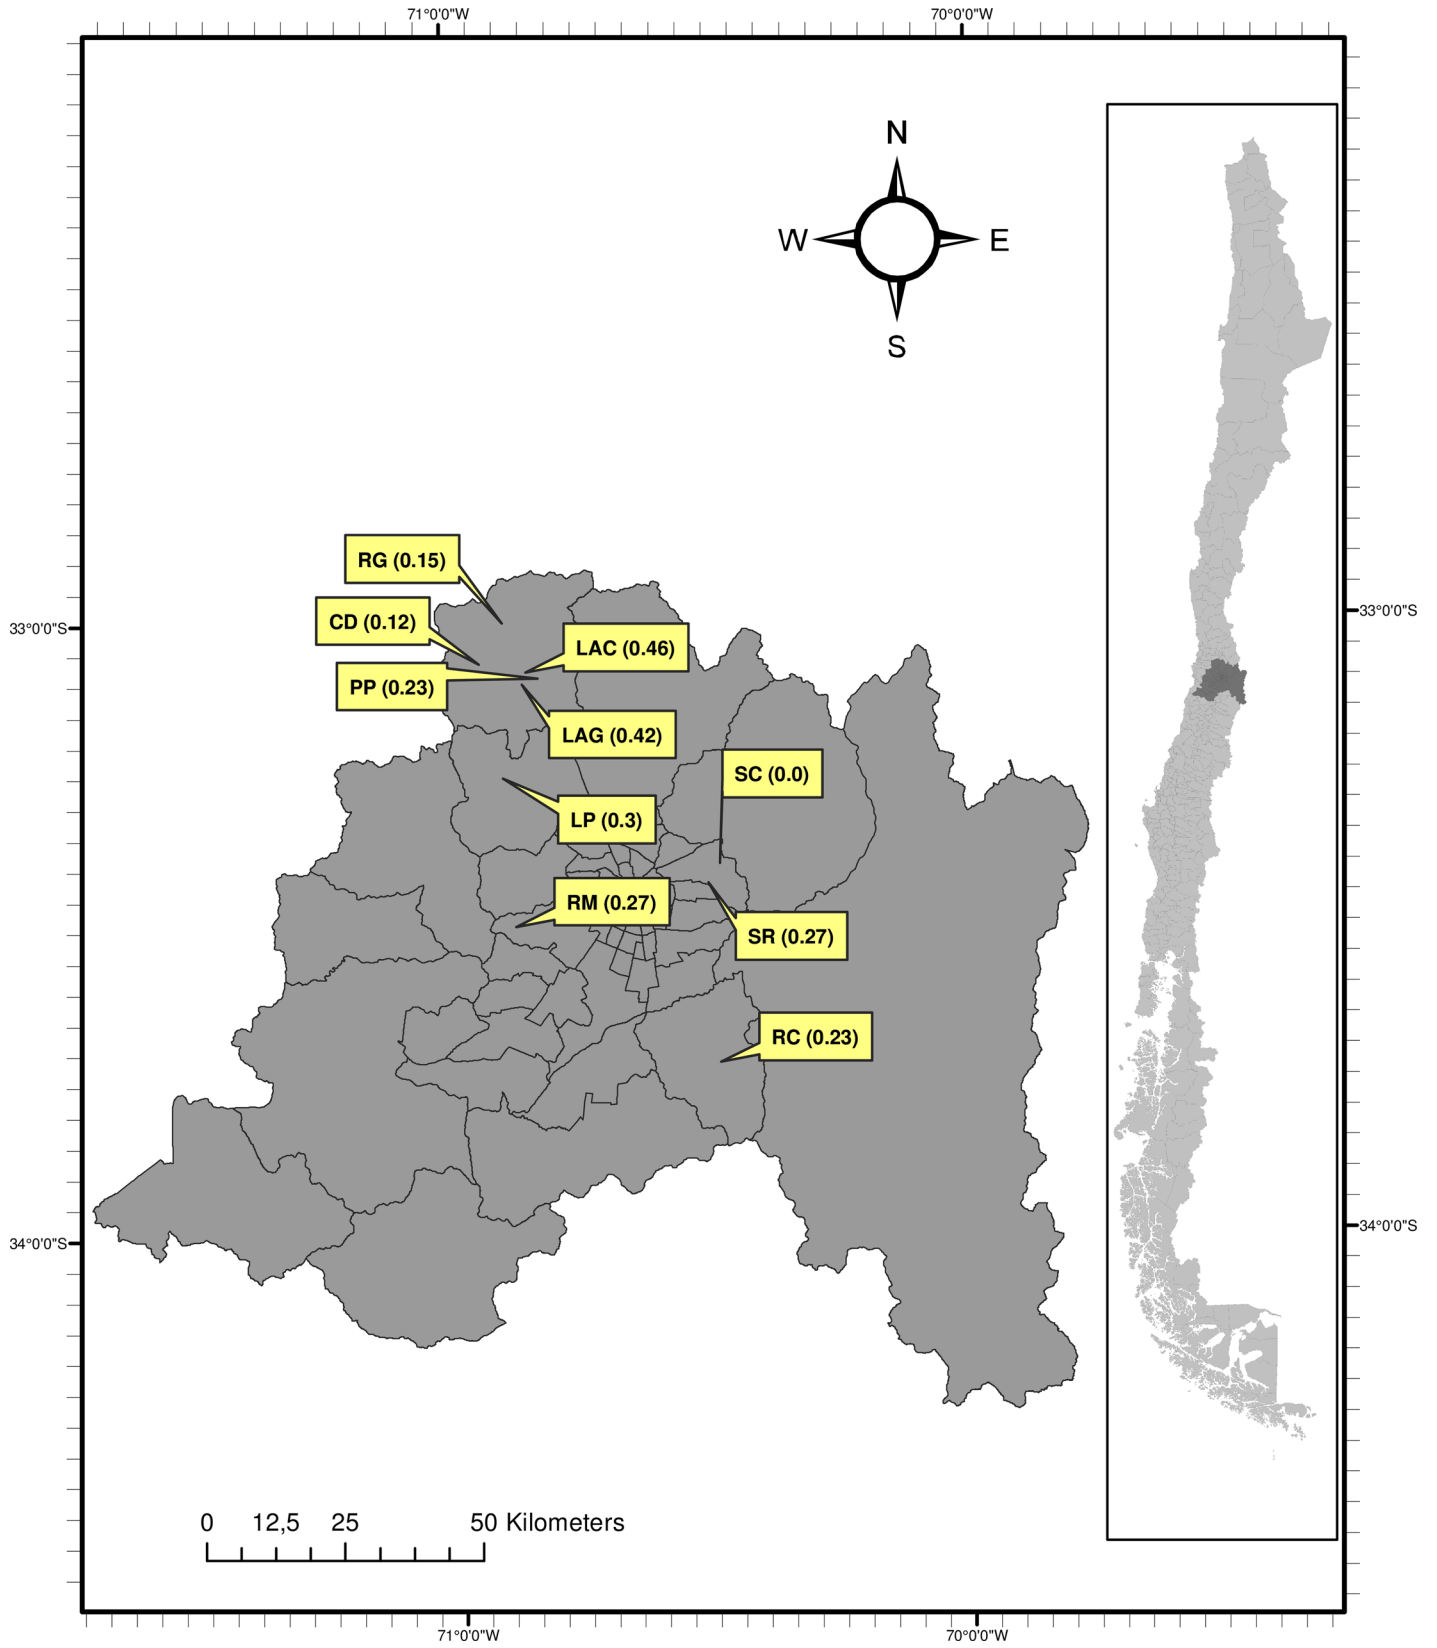 71°0'0"W
70°0'0"W
N
W
E
S
RG (0.15)
CD (0.12)
33°0'0"S
33°0'0"S
LAC (0.46)
PP (0.23)
LAG (0.42)
SC (0.0)
LP (0.3)
RM (0.27)
SR (0.27)
RC (0.23)
34°0'0"S
34°0'0"S
0 12,5 25 50 Kilometers
71°0'0"W
70°0'0"W